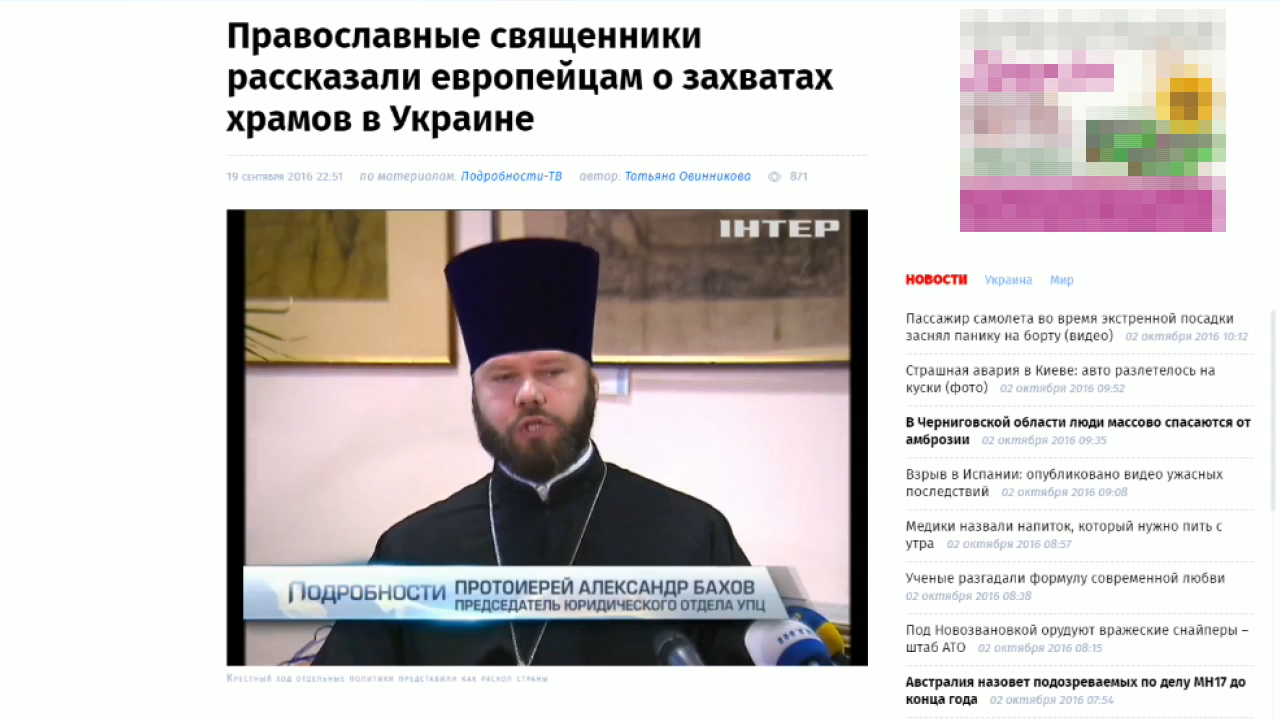 Православные священники
рассказали европейцам о захватах
храмов в Украине
19 сентября 2016 22:51 по материалам: Подробности-ТВ автор: Татьяна Овинникова 871
ІНТЕР
Подробности
ПРОТОИЕРЕЙ АЛЕКСАНДР БАХОВ
ПРЕДСЕДАТЕЛЬ ЮРИДИЧЕСКОГО ОТДЕЛА УПЦ
ІНТЕР
Крестный ход отдельные политики представили как раскол страны
НОВОСТИ Украина Мир
Пассажир самолета во время экстренной посадки
заснял панику на борту (видео) 02 октября 2016 10:12
Страшная авария в Киеве: авто разлетелось на
куски (фото) 02 октября 2016 09:52
В Черниговской области люди массово спасаются от
амброзии 02 октября 2016 09:35
Взрыв в Испании: опубликовано видео ужасных
последствий 02 октября 2016 09:08
Медики назвали напиток, который нужно пить с
утра 02 октября 2016 08:57
Ученые разгадали формулу современной любви
02 октября 2016 08:38
Под Новозвановкой орудуют вражеские снайперы –
штаб АТО 02 октября 2016 08:15
Австралия назовет подозреваемых по делу МН17 до
конца года 02 октября 2016 07:54